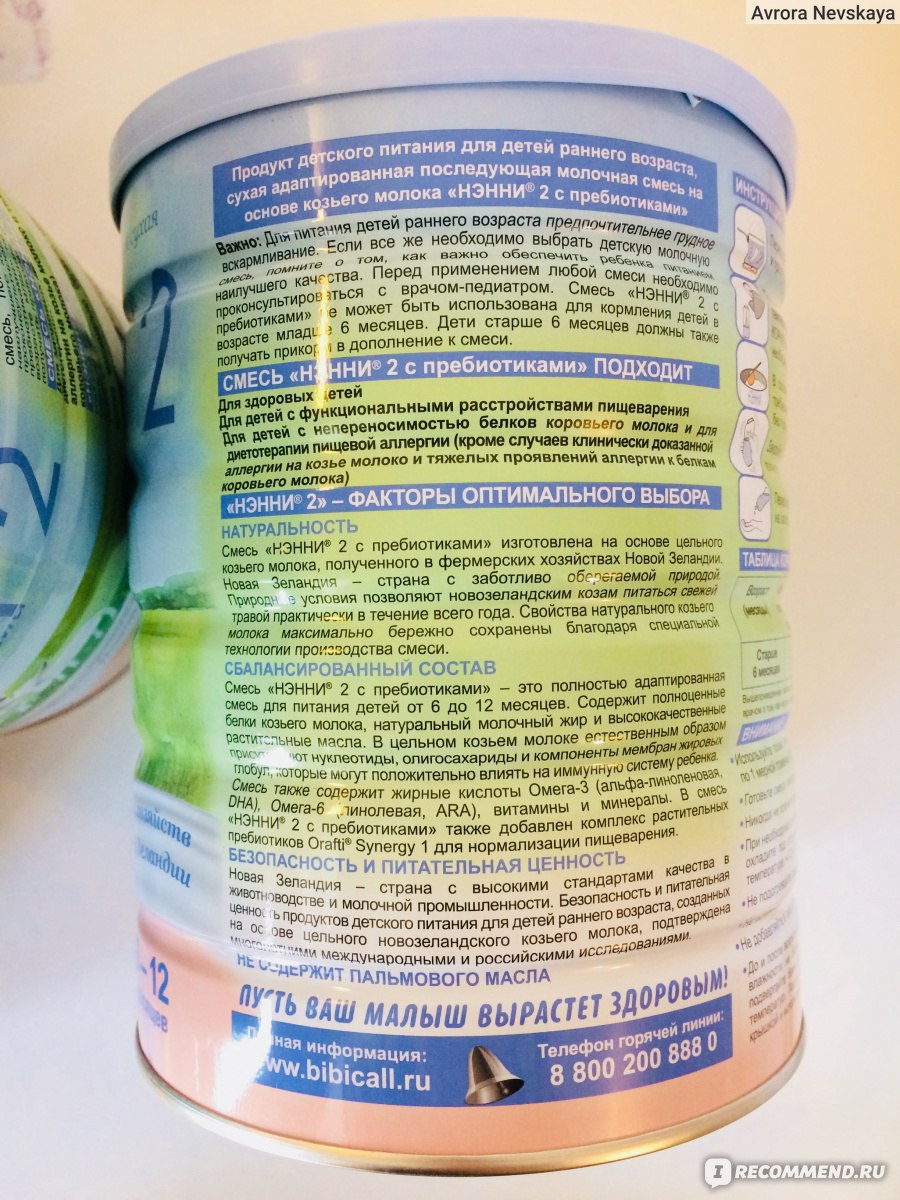 Avrora Nevskaya
Продукт детского питания для детей раннего возраста,
сухая адаптированная последующая молочная смесь на
основе козьего молока «НЭННИ® 2 с пребиотиками»
Важно: Для питания детей раннего возраста предпочтительнее грудное
вскармливание. Если все же необходимо выбрать детскую молочную
смесь, помните о том, как важно обеспечить ребенка питанием
наилучшего качества. Перед применением любой смеси необходимо
проконсультироваться с врачом-педиатром. Смесь «НЭННИ® 2 с
пребиотиками» не может быть использована для кормления детей в
возрасте младше 6 месяцев. Дети старше 6 месяцев должны также
получать прикорм в дополнение к смеси.
СМЕСЬ «НЭННИ® 2 с пребиотиками» ПОДХОДИТ
Для здоровых детей
Для детей с функциональными расстройствами пищеварения
Для детей с непереносимостью белков коровьего молока и для
диетотерапии пищевой аллергии (кроме случаев клинически доказанной
аллергии на козье молоко и тяжелых проявлений аллергии к белкам
коровьего молока)
«НЭННИ® 2» – ФАКТОРЫ ОПТИМАЛЬНОГО ВЫБОРА
НАТУРАЛЬНОСТЬ
Смесь «НЭННИ® 2 с пребиотиками» изготовлена на основе цельного
козьего молока, полученного в фермерских хозяйствах Новой Зеландии.
Новая Зеландия – страна с заботливо оберегаемой природой.
Природные условия позволяют новозеландским козам питаться свежей
травой практически в течение всего года. Свойства натурального козьего
молока максимально бережно сохранены благодаря специальной
технологии производства смеси.
СБАЛАНСИРОВАННЫЙ СОСТАВ
Смесь «НЭННИ® 2 с пребиотиками» – это полностью адаптированная
смесь для питания детей от 6 до 12 месяцев. Содержит полноценные
белки козьего молока, натуральный молочный жир и высококачественные
растительные масла. В цельном козьем молоке естественным образом
присутствуют нуклеотиды, олигосахариды и компоненты мембран жировых
глобул, которые могут положительно влиять на иммунную систему ребенка.
Смесь также содержит жирные кислоты Омега-3 (альфа-линоленовая,
DHA), Омега-6 (линолевая, ARA), витамины и минералы. В смесь
«НЭННИ® 2 с пребиотиками» также добавлен комплекс растительных
пребиотиков Orafti® Synergy 1 для нормализации пищеварения.
БЕЗОПАСНОСТЬ И ПИТАТЕЛЬНАЯ ЦЕННОСТЬ
Новая Зеландия – страна с высокими стандартами качества в
животноводстве и молочной промышленности. Безопасность и питательная
ценность продуктов детского питания для детей раннего возраста, созданных
на основе цельного новозеландского козьего молока, подтверждена
многолетними международными и российскими исследованиями.
НЕ СОДЕРЖИТ ПАЛЬМОВОГО МАСЛА
ПУСТЬ ВАШ МАЛЫШ ВЫРАСТЕТ ЗДОРОВЫМ!
Полная информация:
www.bibicall.ru
Телефон горячей линии:
8 800 200 888 0
сухая
2
12
ТАБЛИЦА
Возраст
(месяцы)
Старше
6 месяцев
2
IRECOMMEND.RU